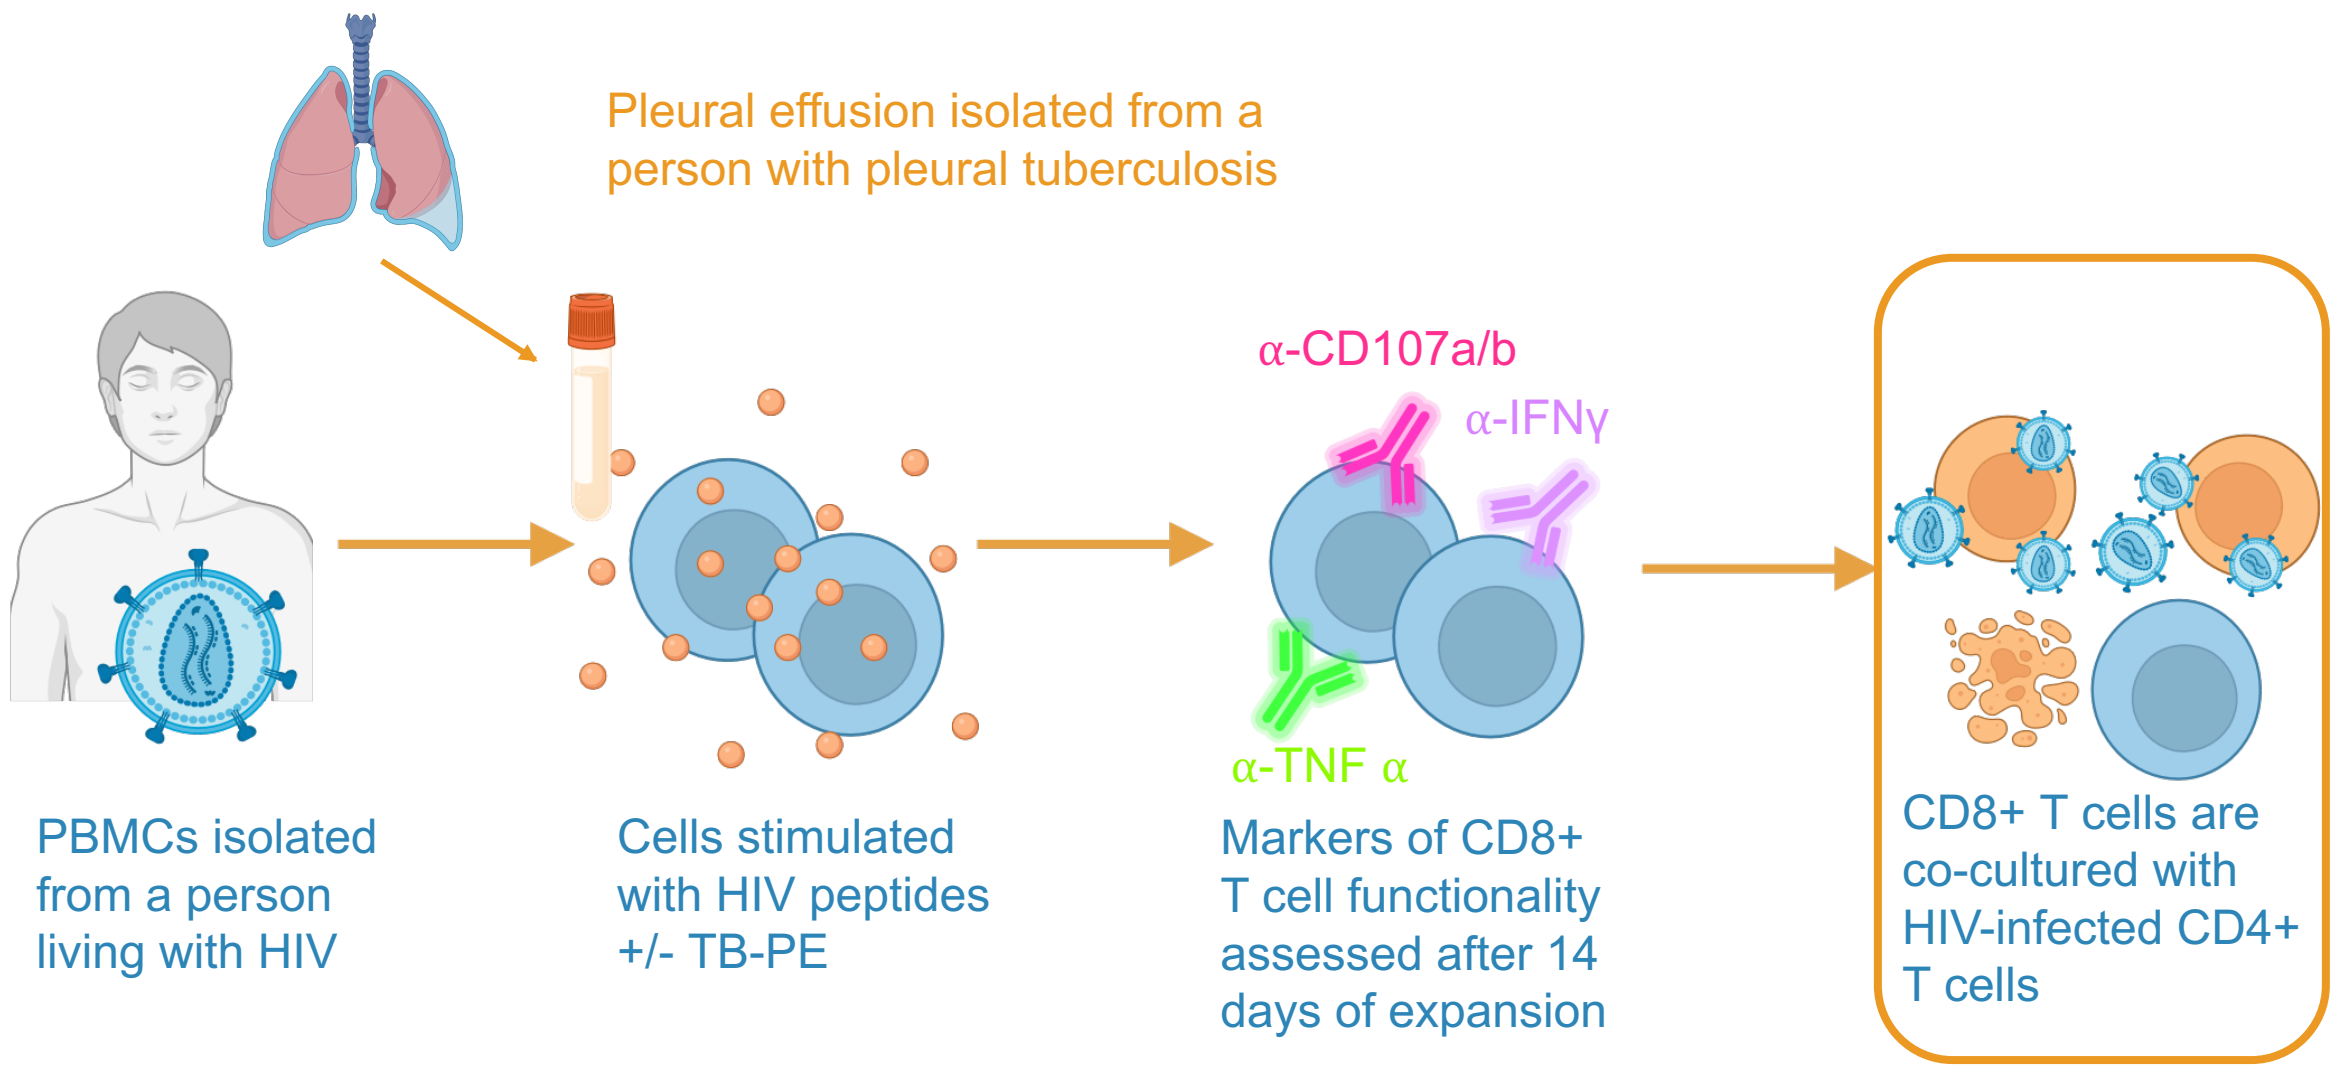 Pleural effusion isolated from a
person with pleural tuberculosis
α-CD107a/b
α-IFNγ
α-TNF α
PBMCs isolated
from a person
living with HIV
Cells stimulated
with HIV peptides
+/- TB-PE
Markers of CD8+
T cell functionality
assessed after 14
days of expansion
CD8+ T cells are
co-cultured with
HIV-infected CD4+
T cells